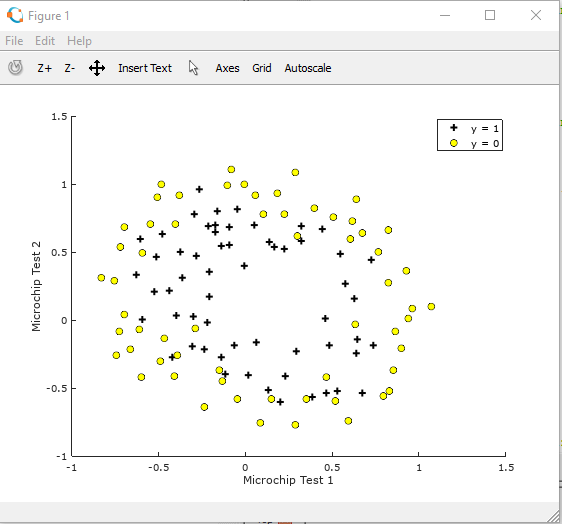 Figure 1
File Edit Help
Z+ Z- Insert Text Axes Grid Autoscale
1.5
y = 1
y = 0
1
0.5
Microchip Test 2
0
-0.5
-1
-1 -0.5 0 0.5 1 1.5
Microchip Test 1